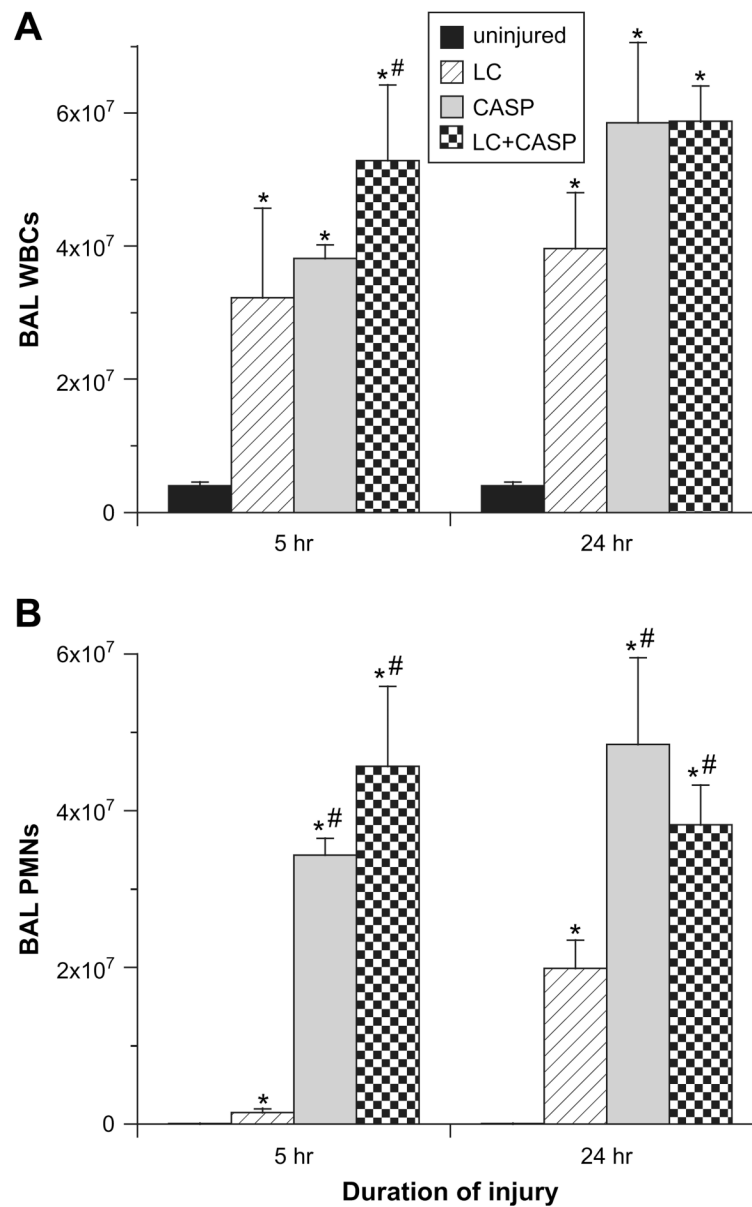 A
uninjured
LC
CASP
LC+CASP
BAL WBCs
6x10⁷
4x10⁷
2x10⁷
0
*
*
*#
*
*
*
5 hr
24 hr
B
BAL PMNs
6x10⁷
4x10⁷
2x10⁷
0
*
*#
*#
*
*#
*#
5 hr
24 hr
Duration of injury